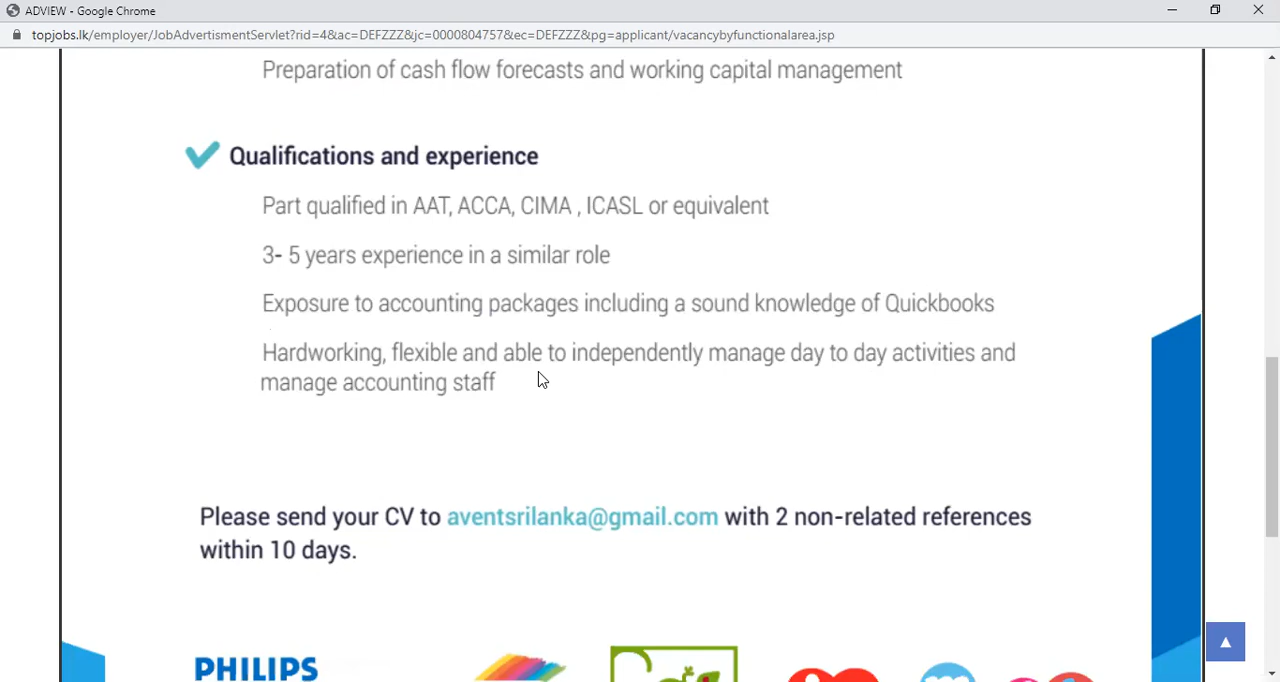 ADVIEW - Google Chrome
topjobs.lk/employer/JobAdvertismentServlet?rid=4&ac=DEFZZZ&jc=0000804757&ec=DEFZZZ&pg=applicant/vacancybyfunctionalarea.jsp
Preparation of cash flow forecasts and working capital management
Qualifications and experience
Part qualified in AAT, ACCA, CIMA , ICASL or equivalent
3- 5 years experience in a similar role
Exposure to accounting packages including a sound knowledge of Quickbooks
Hardworking, flexible and able to independently manage day to day activities and
manage accounting staff
Please send your CV to aventsrilanka@gmail.com with 2 non-related references
within 10 days.
PHILIPS